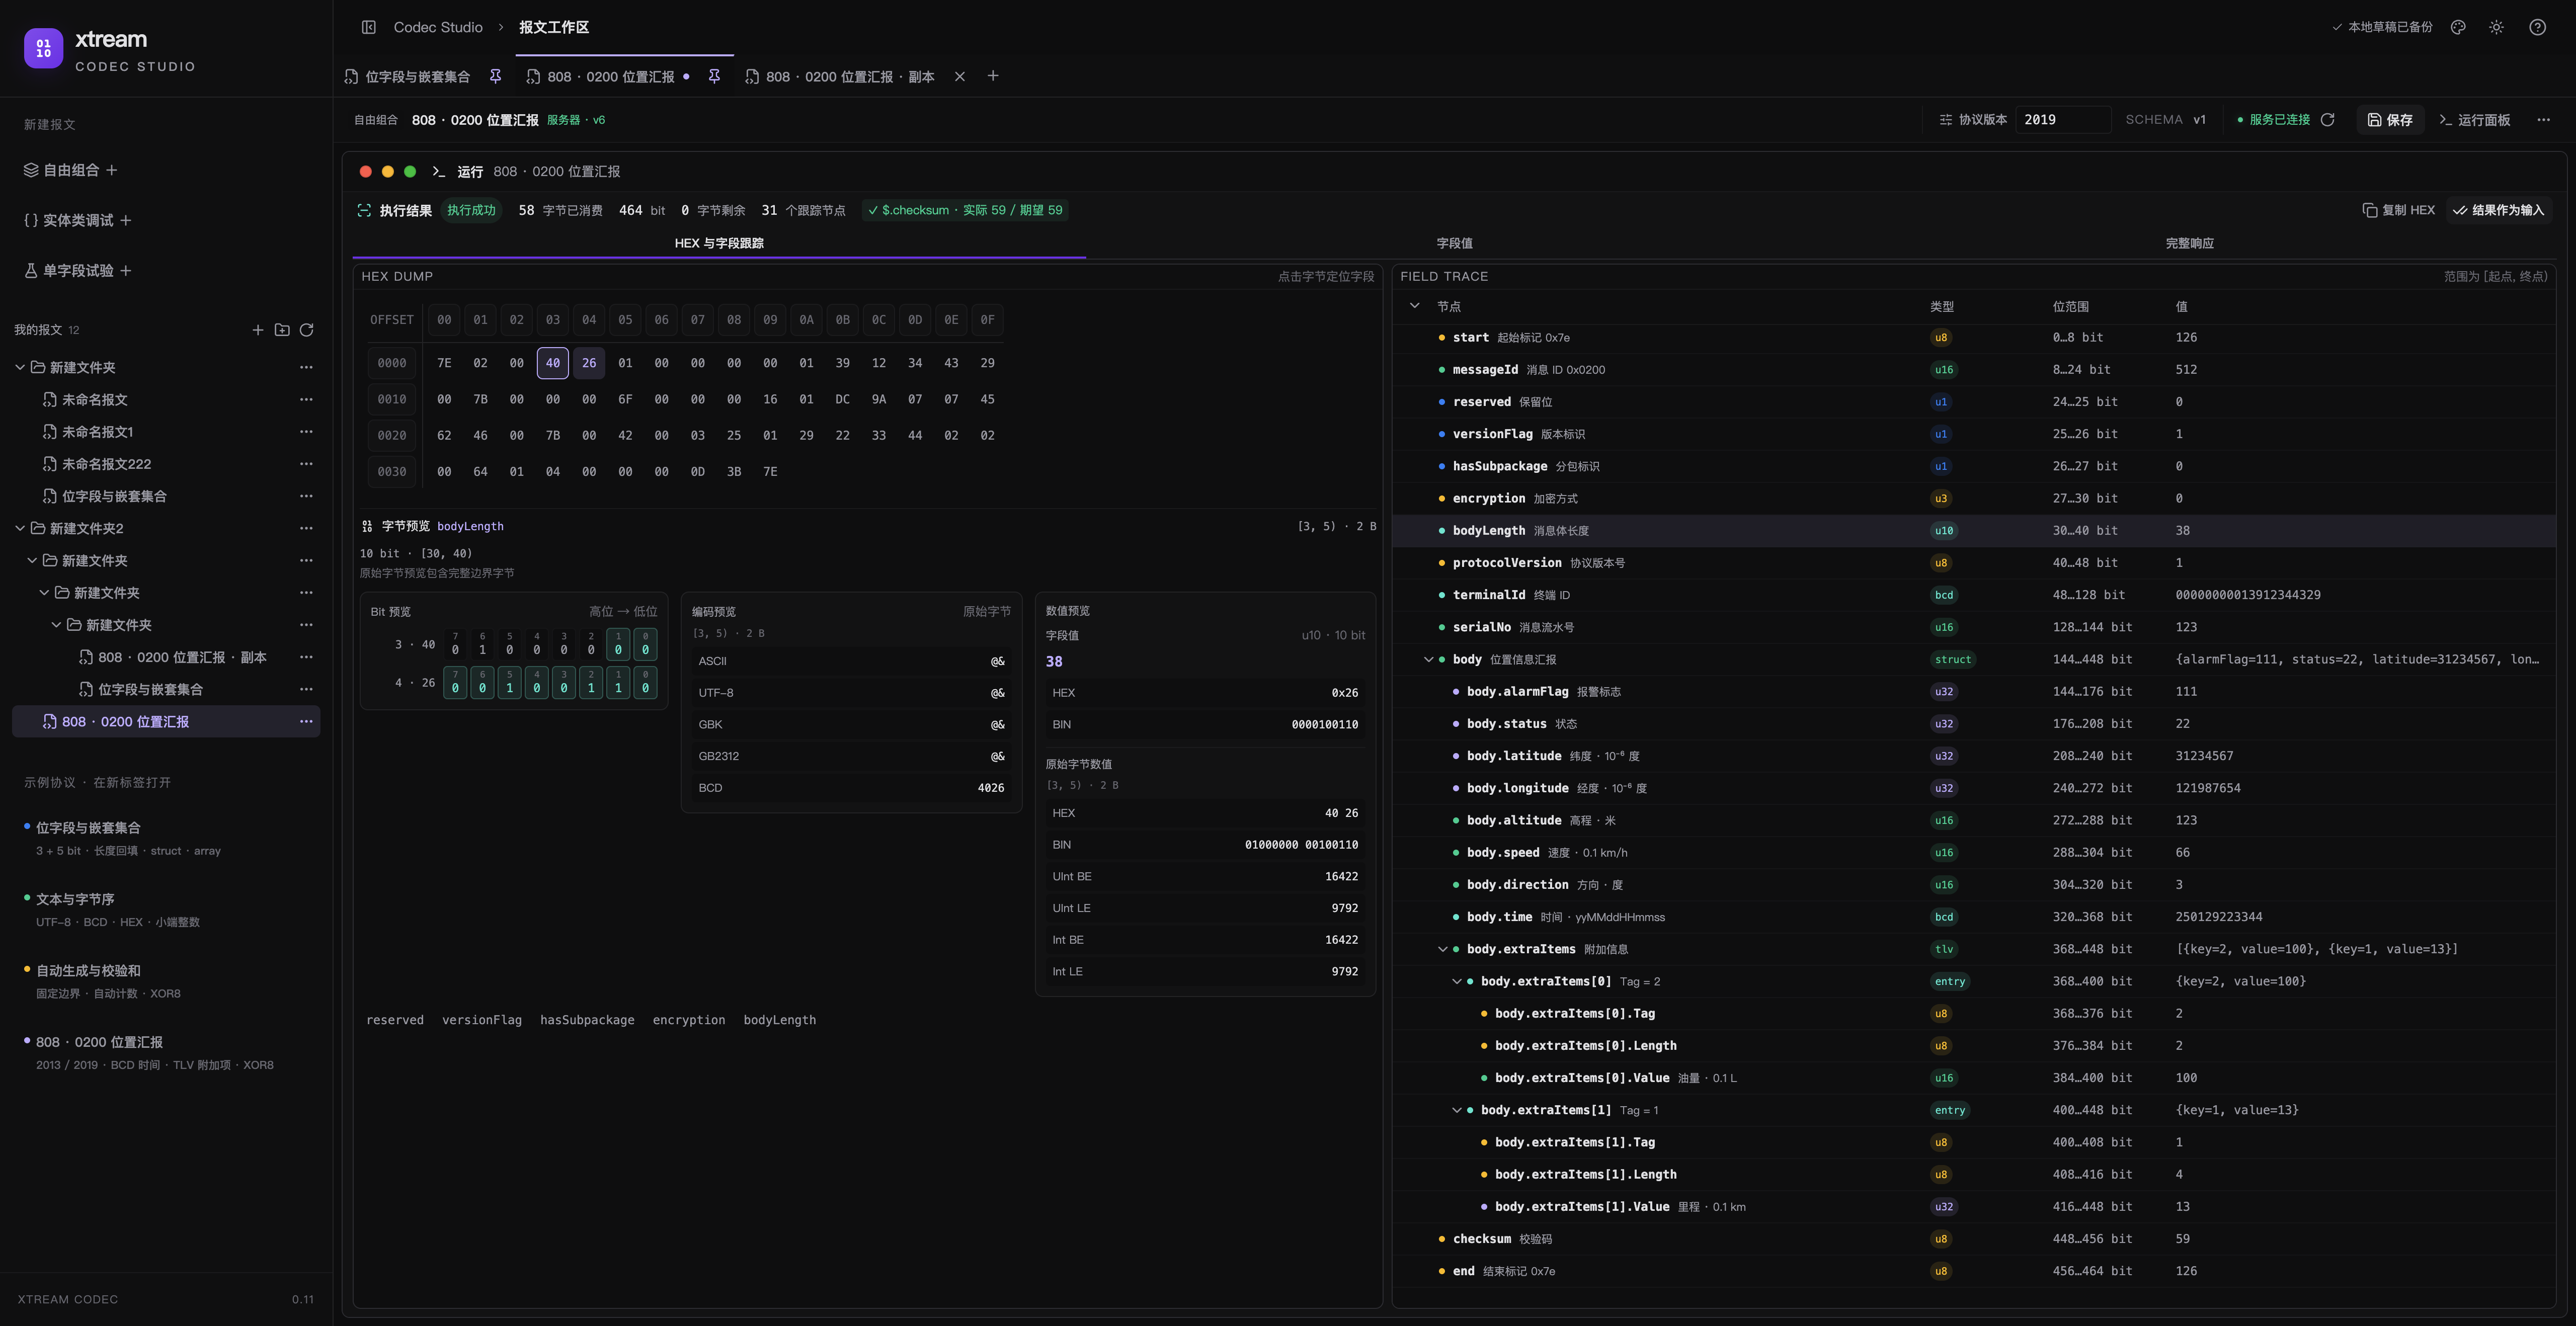 01
10
xtream
CODEC STUDIO
新建报文
自由组合
{ } 实体类调试
单字段试验
我的报文 12
新建文件夹
未命名报文
未命名报文1
未命名报文222
位字段与嵌套集合
新建文件夹2
新建文件夹
新建文件夹
新建文件夹
808 · 0200 位置汇报 · 副本
位字段与嵌套集合
808 · 0200 位置汇报
示例协议 · 在新标签打开
位字段与嵌套集合
3 + 5 bit · 长度回填 · struct · array
文本与字节序
UTF-8 · BCD · HEX · 小端整数
自动生成与校验和
固定边界 · 自动计数 · XOR8
808 · 0200 位置汇报
2013 / 2019 · BCD 时间 · TLV 附加项 · XOR8
XTREAM CODEC 0.11
Codec Studio > 报文工作区
本地草稿已备份
位字段与嵌套集合
808 · 0200 位置汇报
808 · 0200 位置汇报 · 副本
自由组合 808 · 0200 位置汇报 服务器 · v6
协议版本 2019 SCHEMA v1 服务已连接 保存 运行面板
运行 808 · 0200 位置汇报
执行结果 执行成功 58 字节已消费 464 bit 0 字节剩余 31 个跟踪节点 ✓ $.checksum · 实际 59 / 期望 59
复制 HEX 结果作为输入
HEX 与字段跟踪 字段值 完整响应
HEX DUMP 点击字节定位字段
OFFSET 00 01 02 03 04 05 06 07 08 09 0A 0B 0C 0D 0E 0F
0000 7E 02 00 40 26 01 00 00 00 00 01 39 12 34 43 29
0010 00 7B 00 00 00 6F 00 00 00 16 01 DC 9A 07 07 45
0020 62 46 00 7B 00 42 00 03 25 01 29 22 33 44 02 02
0030 00 64 01 04 00 00 00 0D 3B 7E
字节预览 bodyLength [3, 5) · 2 B
10 bit · [30, 40)
原始字节预览包含完整边界字节
Bit 预览 高位 → 低位
7 6 5 4 3 2 1 0
3 · 40 0 1 0 0 0 0 0 0
7 6 5 4 3 2 1 0
4 · 26 0 0 1 0 0 1 1 0
编码预览 原始字节
[3, 5) · 2 B
ASCII @&
UTF-8 @&
GBK @&
GB2312 @&
BCD 4026
数值预览
字段值 u10 · 10 bit
38
HEX 0x26
BIN 0000100110
原始字节数值
[3, 5) · 2 B
HEX 40 26
BIN 01000000 00100110
UInt BE 16422
UInt LE 9792
Int BE 16422
Int LE 9792
reserved versionFlag hasSubpackage encryption bodyLength
FIELD TRACE 范围为 [起点, 终点)
节点 类型 位范围 值
start 起始标记 0x7e u8 0…8 bit 126
messageId 消息 ID 0x0200 u16 8…24 bit 512
reserved 保留位 u1 24…25 bit 0
versionFlag 版本标识 u1 25…26 bit 1
hasSubpackage 分包标识 u1 26…27 bit 0
encryption 加密方式 u3 27…30 bit 0
bodyLength 消息体长度 u10 30…40 bit 38
protocolVersion 协议版本号 u8 40…48 bit 1
terminalId 终端 ID bcd 48…128 bit 00000000013912344329
serialNo 消息流水号 u16 128…144 bit 123
body 位置信息汇报 struct 144…448 bit {alarmFlag=111, status=22, latitude=31234567, lon…
body.alarmFlag 报警标志 u32 144…176 bit 111
body.status 状态 u32 176…208 bit 22
body.latitude 纬度 · 10⁻⁶ 度 u32 208…240 bit 31234567
body.longitude 经度 · 10⁻⁶ 度 u32 240…272 bit 121987654
body.altitude 高程 · 米 u16 272…288 bit 123
body.speed 速度 · 0.1 km/h u16 288…304 bit 66
body.direction 方向 · 度 u16 304…320 bit 3
body.time 时间 · yyMMddHHmmss bcd 320…368 bit 250129223344
body.extraItems 附加信息 tlv 368…448 bit [{key=2, value=100}, {key=1, value=13}]
body.extraItems[0] Tag = 2 entry 368…400 bit {key=2, value=100}
body.extraItems[0].Tag u8 368…376 bit 2
body.extraItems[0].Length u8 376…384 bit 2
body.extraItems[0].Value 油量 · 0.1 L u16 384…400 bit 100
body.extraItems[1] Tag = 1 entry 400…448 bit {key=1, value=13}
body.extraItems[1].Tag u8 400…408 bit 1
body.extraItems[1].Length u8 408…416 bit 4
body.extraItems[1].Value 里程 · 0.1 km u32 416…448 bit 13
checksum 校验码 u8 448…456 bit 59
end 结束标记 0x7e u8 456…464 bit 126